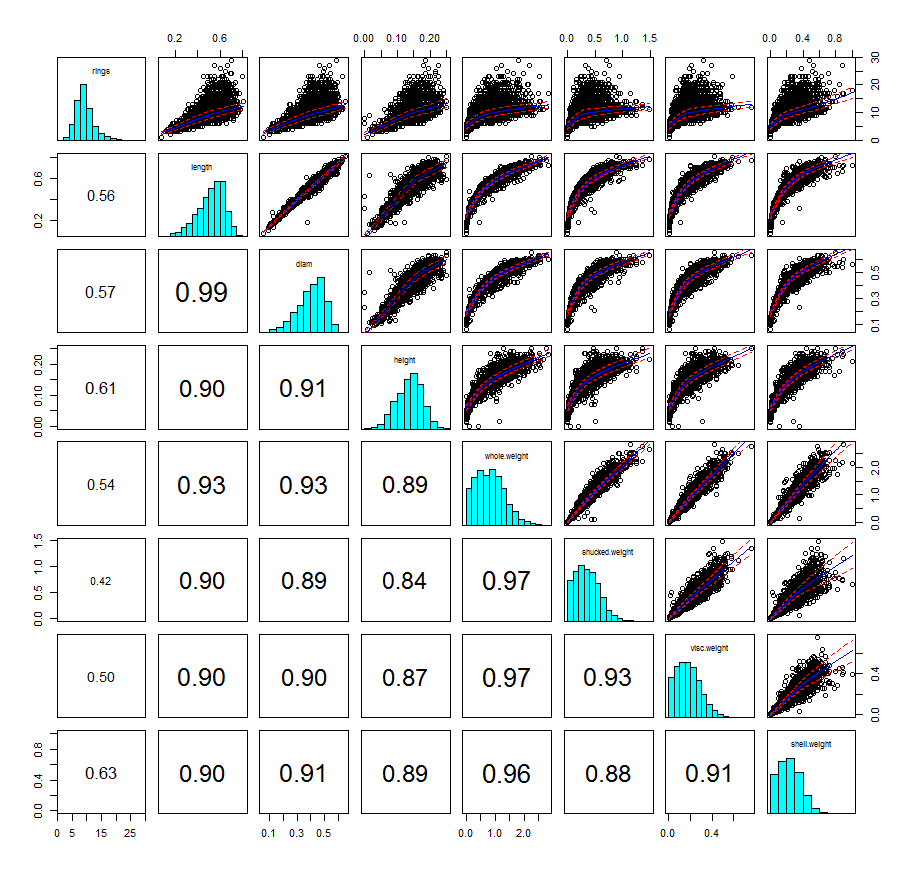 0.2 0.6 0.00 0.10 0.20 0.0 0.5 1.0 1.5 0.0 0.4 0.8
rings
0 10 20 30
0.56
length
0.2 0.6
0.57 0.99
diam
0.1 0.3 0.5
0.61 0.90 0.91
height
0.00 0.10 0.20
0.54 0.93 0.93 0.89
whole.weight
0.0 1.0 2.0
0.42 0.90 0.89 0.84 0.97
shucked.weight
0.0 0.5 1.0 1.5
0.50 0.90 0.90 0.87 0.97 0.93
visc.weight
0.0 0.4
0.63 0.90 0.91 0.89 0.96 0.88 0.91
shell.weight
0.0 0.4 0.8
0 5 15 25 0.1 0.3 0.5 0.0 1.0 2.0 0.0 0.4